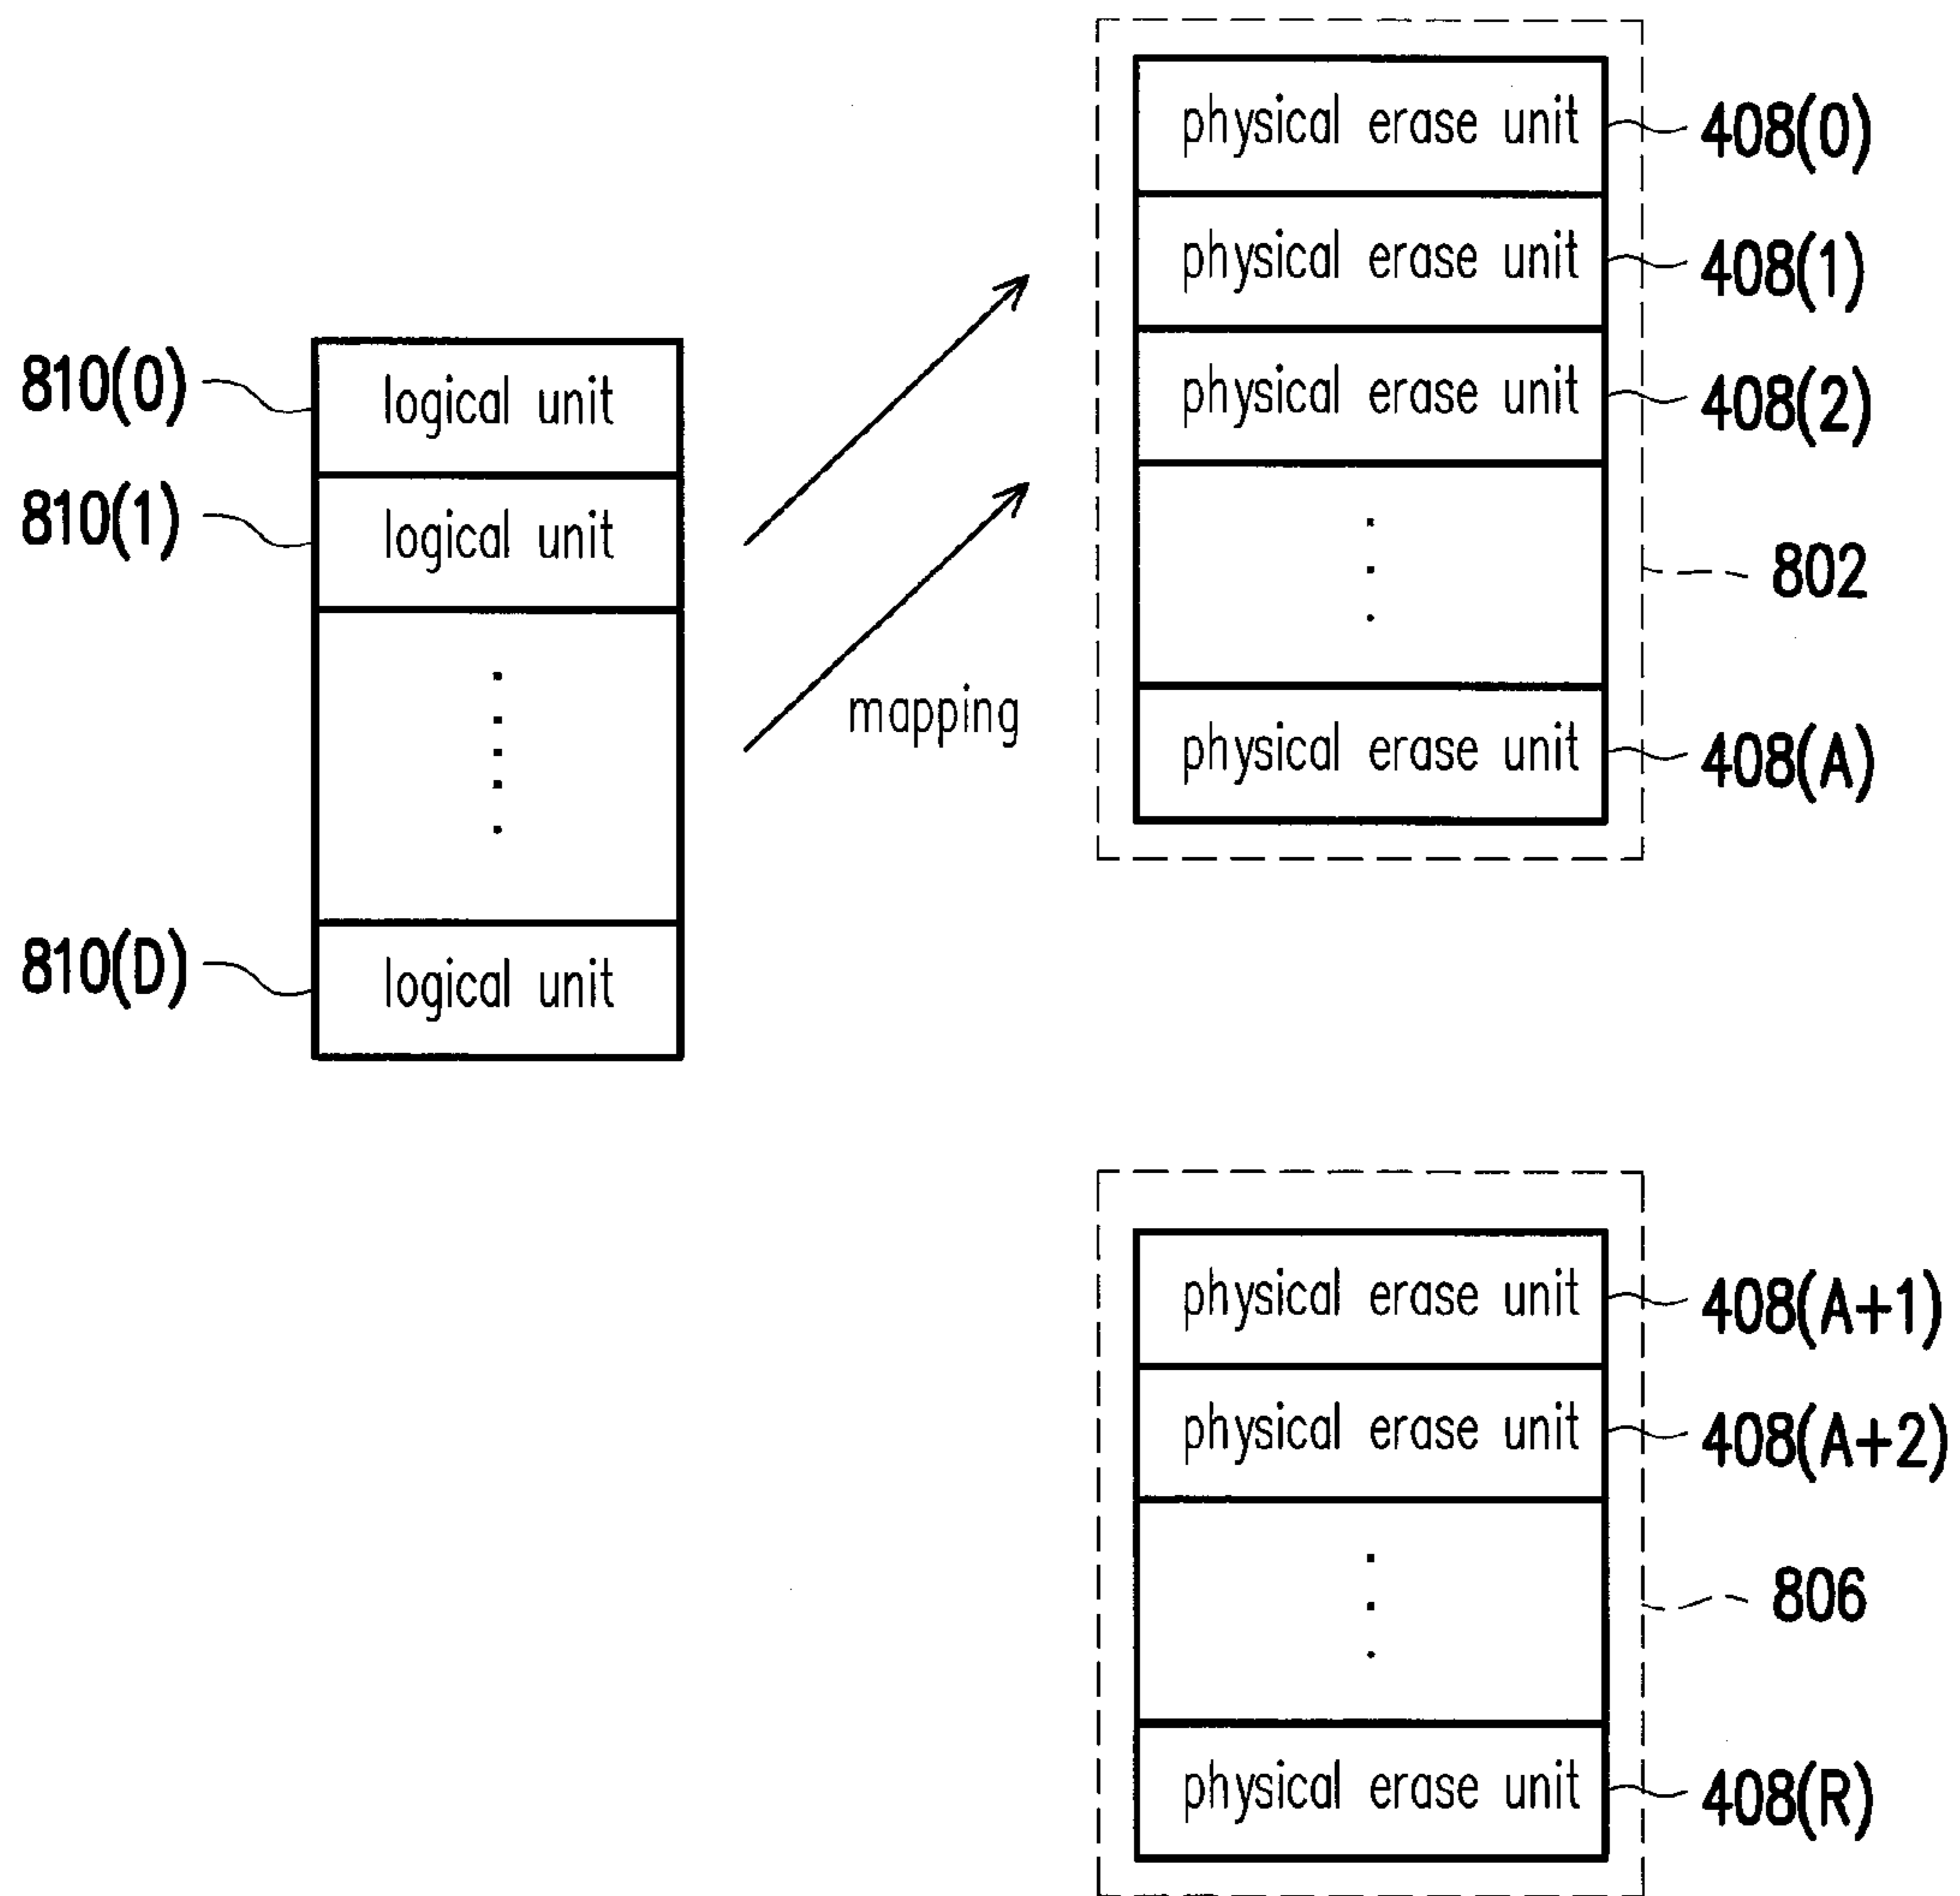 810(0)
logical unit
810(1)
logical unit
810(D)
logical unit
mapping
physical erase unit
408(0)
physical erase unit
408(1)
physical erase unit
408(2)
802
physical erase unit
408(A)
physical erase unit
408(A+1)
physical erase unit
408(A+2)
806
physical erase unit
408(R)